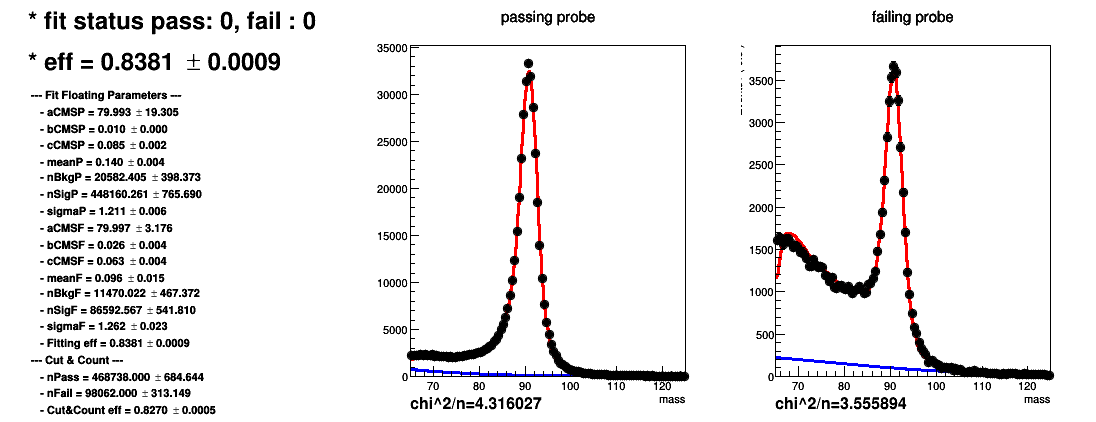 * fit status pass: 0, fail : 0
* eff = 0.8381 ± 0.0009
--- Fit Floating Parameters ---
- aCMSP = 79.993 ± 19.305
- bCMSP = 0.010 ± 0.000
- cCMSP = 0.085 ± 0.002
- meanP = 0.140 ± 0.004
- nBkgP = 20582.405 ± 398.373
- nSigP = 448160.261 ± 765.690
- sigmaP = 1.211 ± 0.006
- aCMSF = 79.997 ± 3.176
- bCMSF = 0.026 ± 0.004
- cCMSF = 0.063 ± 0.004
- meanF = 0.096 ± 0.015
- nBkgF = 11470.022 ± 467.372
- nSigF = 86592.567 ± 541.810
- sigmaF = 1.262 ± 0.023
- Fitting eff = 0.8381 ± 0.0009
--- Cut & Count ---
- nPass = 468738.000 ± 684.644
- nFail = 98062.000 ± 313.149
- Cut&Count eff = 0.8270 ± 0.0005
passing probe
35000
30000
25000
20000
15000
10000
5000
0
70 80 90 100 110 120
mass
chi^2/n=4.316027
failing probe
3500
3000
2500
2000
1500
1000
500
0
70 80 90 100 110 120
mass
chi^2/n=3.555894